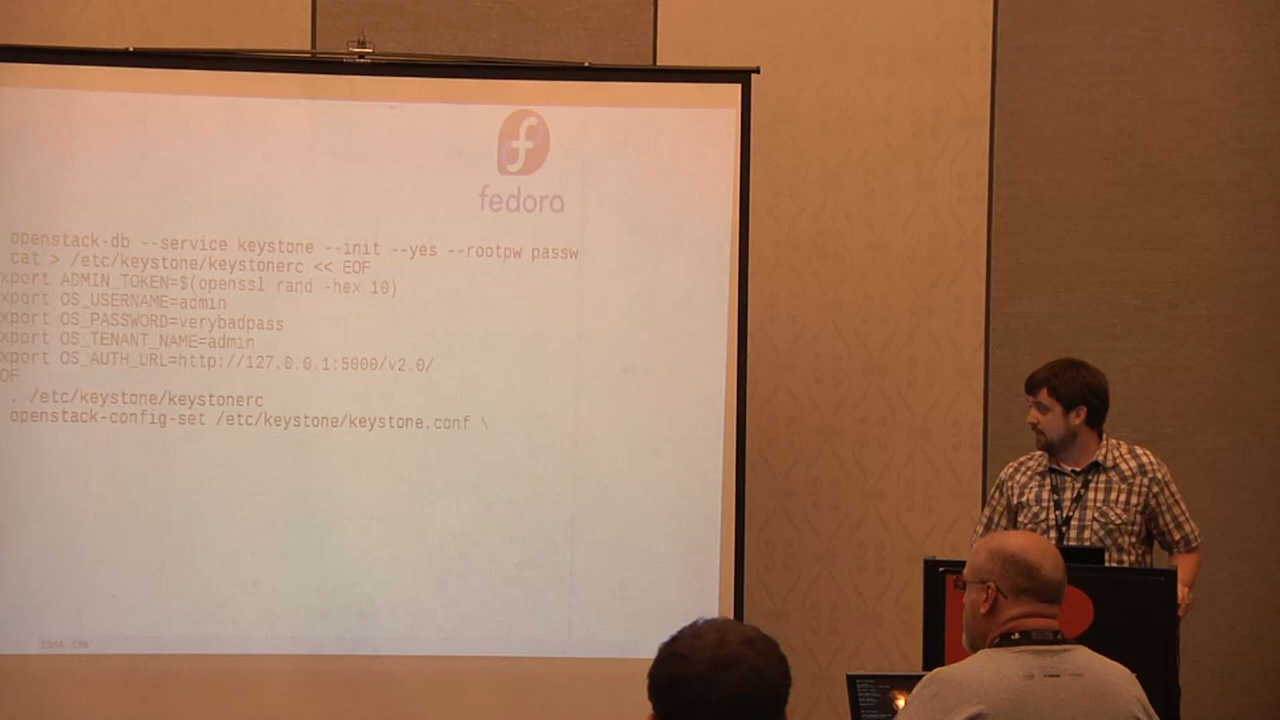 fedora
openstack-db --service keystone --init --yes --rootpw passw
cat > /etc/keystone/keystonerc << EOF
xport ADMIN_TOKEN=$(openssl rand -hex 10)
xport OS_USERNAME=admin
xport OS_PASSWORD=verybadpass
xport OS_TENANT_NAME=admin
xport OS_AUTH_URL=http://127.0.0.1:5000/v2.0/
OF
. /etc/keystone/keystonerc
openstack-config-set /etc/keystone/keystone.conf \